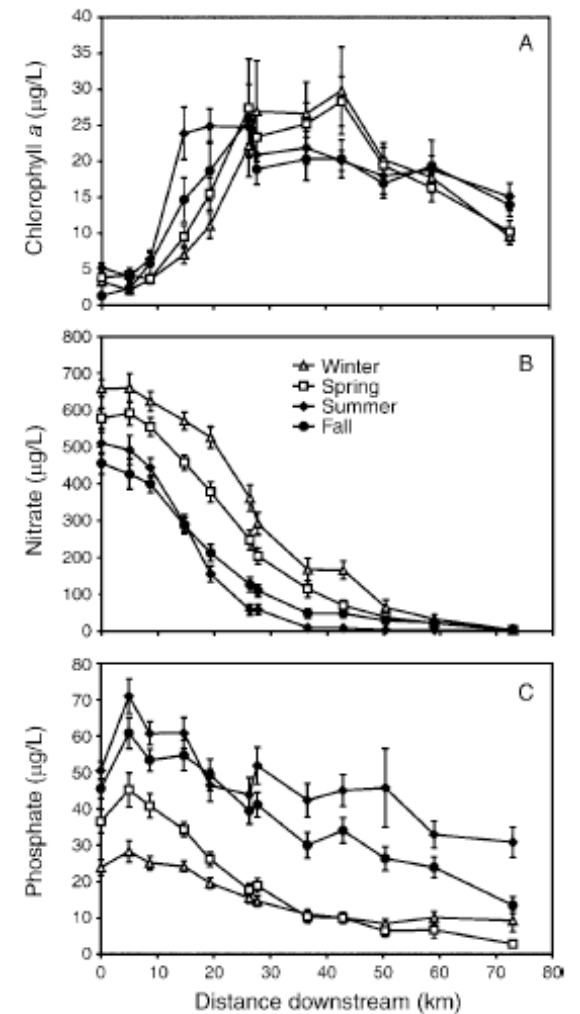 40
35
30
25
20
15
10
5
0
Chlorophyll a (µg/L)
A
800
700
600
500
400
300
200
100
0
Nitrate (µg/L)
B
Winter
Spring
Summer
Fall
80
70
60
50
40
30
20
10
0
Phosphate (µg/L)
C
0 10 20 30 40 50 60 70 80
Distance downstream (km)